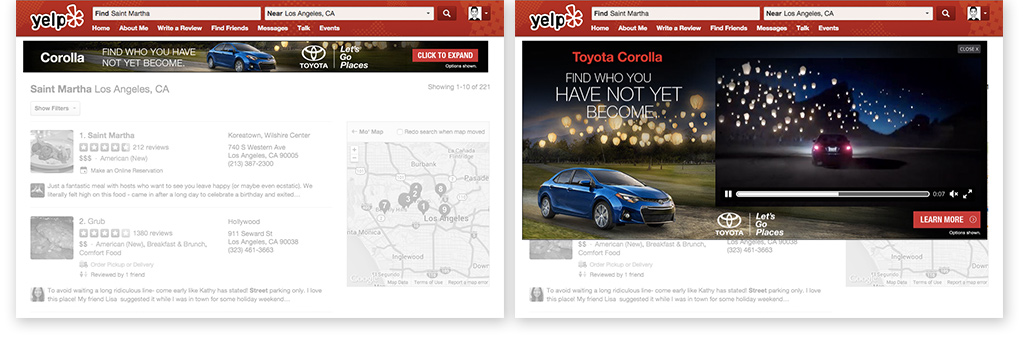 yelp
Find Saint Martha
Near Los Angeles, CA
Home About Me Write a Review Find Friends Messages Talk Events
Corolla
FIND WHO YOU HAVE
NOT YET BECOME.
TOYOTA
Let's
Go
Places
CLICK TO EXPAND
Options shown.
Saint Martha Los Angeles, CA
Showing 1-10 of 221
Show Filters
1. Saint Martha
212 reviews
$$$ · American (New)
Make an Online Reservation
Koreatown, Wilshire Center
740 S Western Ave
Los Angeles, CA 90005
(213) 387-2300
Just a fantastic meal with hosts who want to see you leave happy (or maybe even ecstatic). We
literally felt high on this food - came in after a long day to celebrate a birthday and exited...
2. Grub
1380 reviews
$$ · American (New), Breakfast & Brunch,
Comfort Food
Order Pickup or Delivery
Reviewed by 1 friend
Hollywood
911 Seward St
Los Angeles, CA 90038
(323) 461-3663
To avoid waiting a long ridiculous line- come early like Kathy has stated! Street parking only. I love
this place! My friend Lisa suggested it while I was in town for some holiday weekend...
← Mo' Map
Redo search when map moved
Burbank
Los Angeles
Inglewood
Map Data Terms of Use Report a map error
yelp
Find Saint Martha
Near Los Angeles, CA
Home About Me Write a Review Find Friends Messages Talk Events
CLOSE X
Toyota Corolla
FIND WHO YOU
HAVE NOT YET
BECOME.
0:07
TOYOTA
Let's
Go
Places
LEARN MORE
Options shown.
$$ · American (New), Breakfast & Brunch,
Comfort Food
Order Pickup or Delivery
Reviewed by 1 friend
Los Angeles, CA 90038
(323) 461-3663
To avoid waiting a long ridiculous line- come early like Kathy has stated! Street parking only. I love
this place! My friend Lisa suggested it while I was in town for some holiday weekend...
Inglewood
Map Data Terms of Use Report a map error